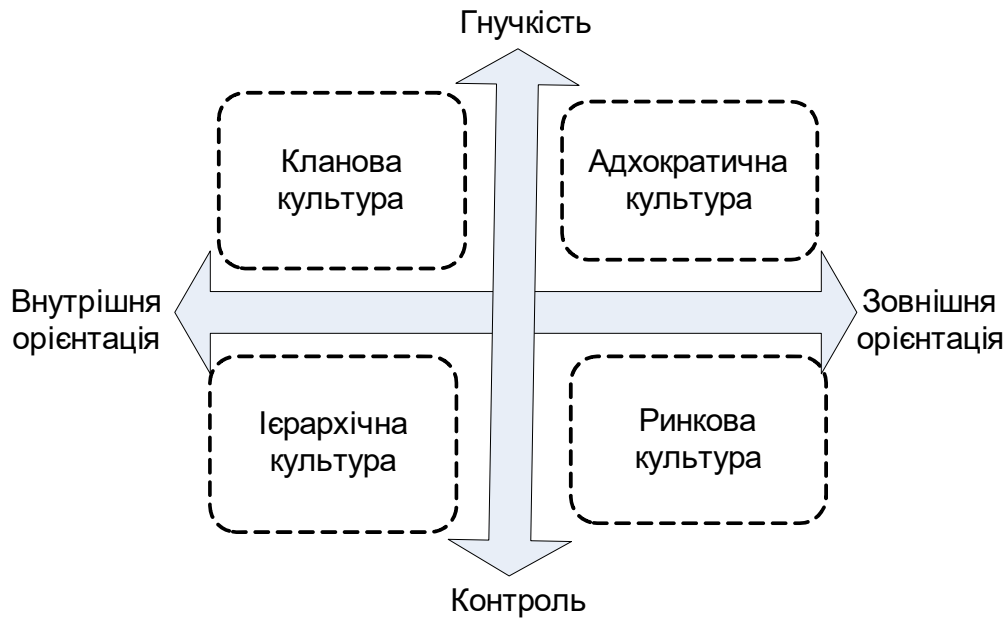 Гнучкість
Кланова
культура
Адхократична
культура
Внутрішня
орієнтація
Зовнішня
орієнтація
Ієрархічна
культура
Ринкова
культура
Контроль